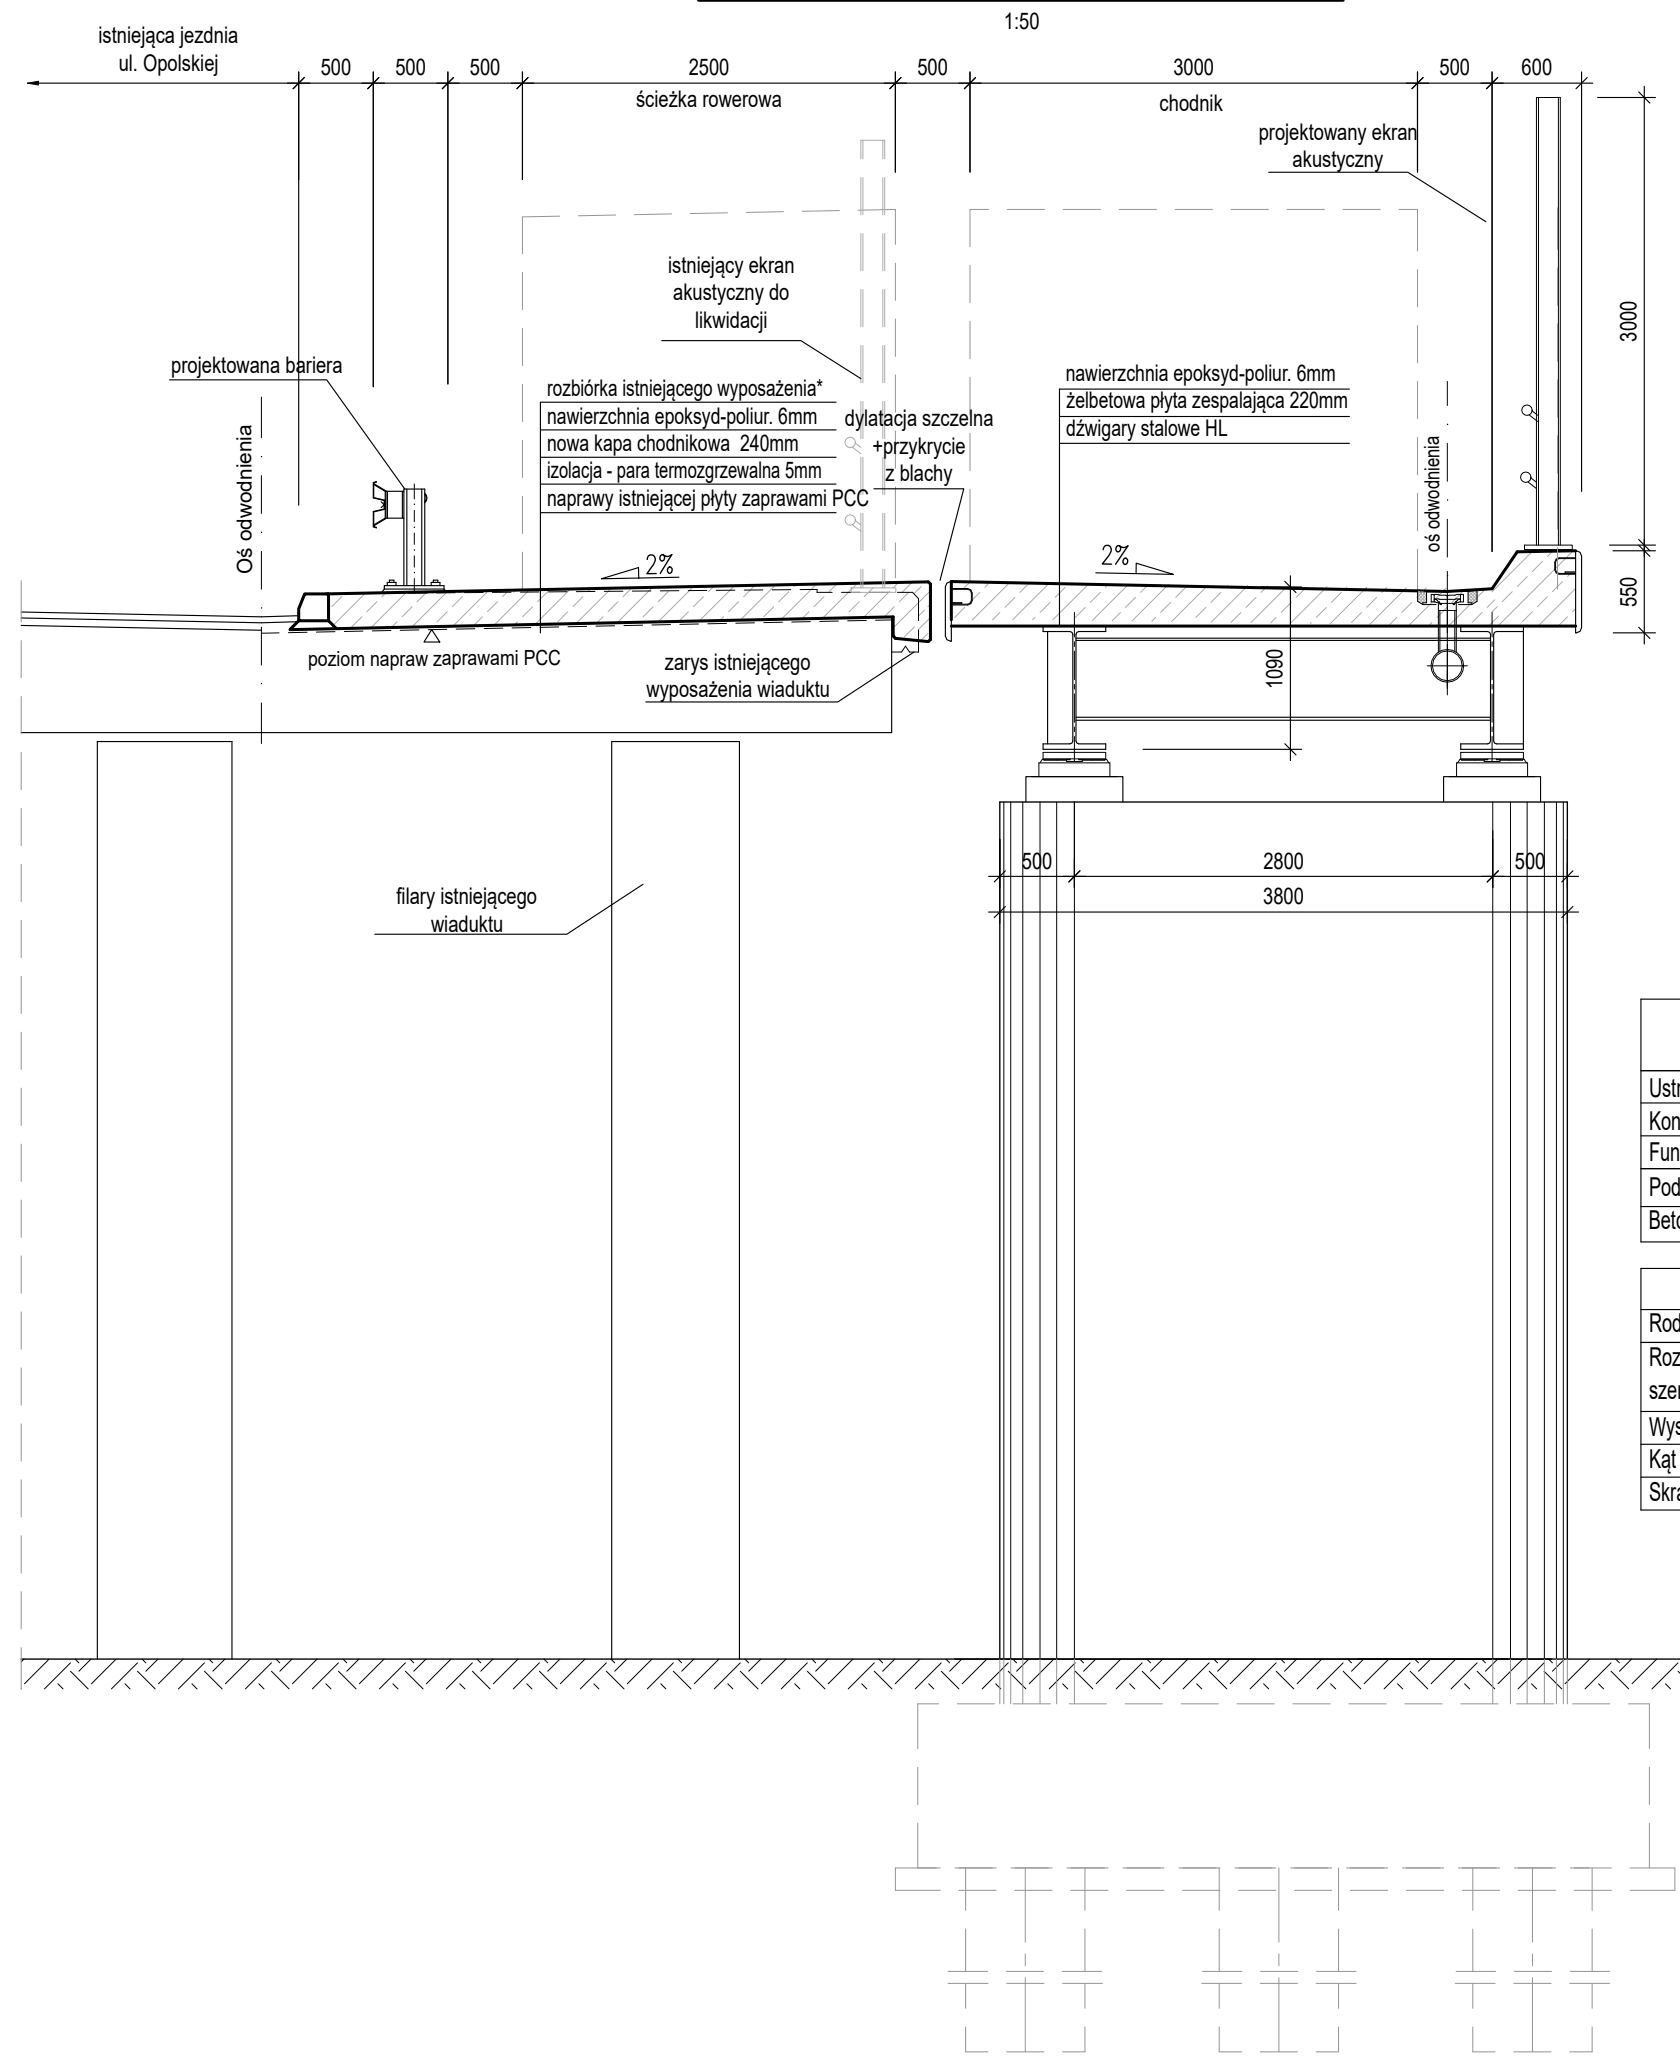 1:50
istniejąca jezdnia
ul. Opolskiej
500
500
500
2500
500
3000
500
600
ścieżka rowerowa
chodnik
projektowany ekran
akustyczny
istniejący ekran
akustyczny do
likwidacji
3000
projektowana bariera
rozbiórka istniejącego wyposażenia*
nawierzchnia epoksyd-poliur. 6mm
nowa kapa chodnikowa 240mm
izolacja - para termozgrzewalna 5mm
naprawy istniejącej płyty zaprawami PCC
dylatacja szczelna
+przykrycie
z blachy
nawierzchnia epoksyd-poliur. 6mm
żelbetowa płyta zespalająca 220mm
dźwigary stalowe HL
Oś odwodnienia
oś odwodnienia
2%
2%
550
poziom napraw zaprawami PCC
zarys istniejącego
wyposażenia wiaduktu
1090
500
2800
500
3800
filary istniejącego
wiaduktu
Kąt